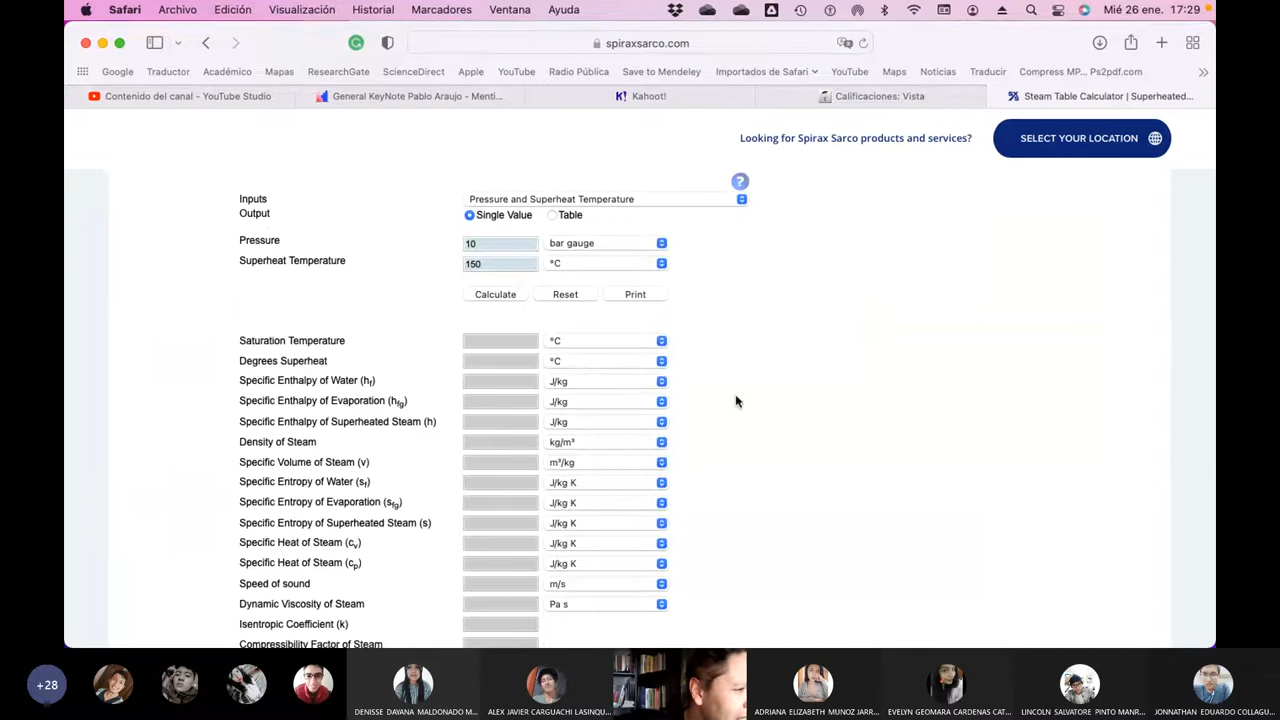 Safari Archivo Edición Visualización Historial Marcadores Ventana Ayuda Mié 26 ene. 17:29
spiraxsarco.com
Google Traductor Académico Mapas ResearchGate ScienceDirect Apple YouTube Radio Pública Save to Mendeley Importados de Safari YouTube Maps Noticias Traducir Compress MP... Ps2pdf.com
Contenido del canal - YouTube Studio General KeyNote Pablo Araujo - Menti... Kahoot! Calificaciones: Vista Steam Table Calculator | Superheated...
Looking for Spirax Sarco products and services? SELECT YOUR LOCATION
?
Inputs Pressure and Superheat Temperature
Output Single Value Table
Pressure 10 bar gauge
Superheat Temperature 150 °C
Calculate Reset Print
Saturation Temperature °C
Degrees Superheat °C
Specific Enthalpy of Water (hf) J/kg
Specific Enthalpy of Evaporation (hfg) J/kg
Specific Enthalpy of Superheated Steam (h) J/kg
Density of Steam kg/m³
Specific Volume of Steam (v) m³/kg
Specific Entropy of Water (sf) J/kg K
Specific Entropy of Evaporation (sfg) J/kg K
Specific Entropy of Superheated Steam (s) J/kg K
Specific Heat of Steam (cv) J/kg K
Specific Heat of Steam (cp) J/kg K
Speed of sound m/s
Dynamic Viscosity of Steam Pa s
Isentropic Coefficient (k)
Compressibility Factor of Steam
+28
DENISSE DAYANA MALDONADO M... ALEX JAVIER CARGUACHI LASINQU... ADRIANA ELIZABETH MUNOZ JARR... EVELYN GEOMARA CARDENAS CAT... LINCOLN SALVATORE PINTO MANR... JONNATHAN EDUARDO COLLAGU...